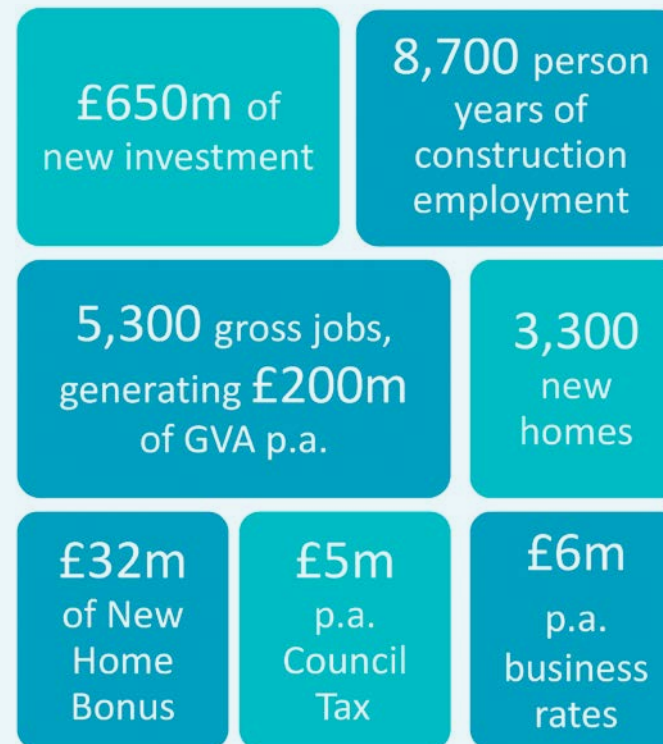 £650m of
new investment
8,700 person
years of
construction
employment
5,300 gross jobs,
generating £200m
of GVA p.a.
3,300
new
homes
£32m
of New
Home
Bonus
£5m
p.a.
Council
Tax
£6m
p.a.
business
rates